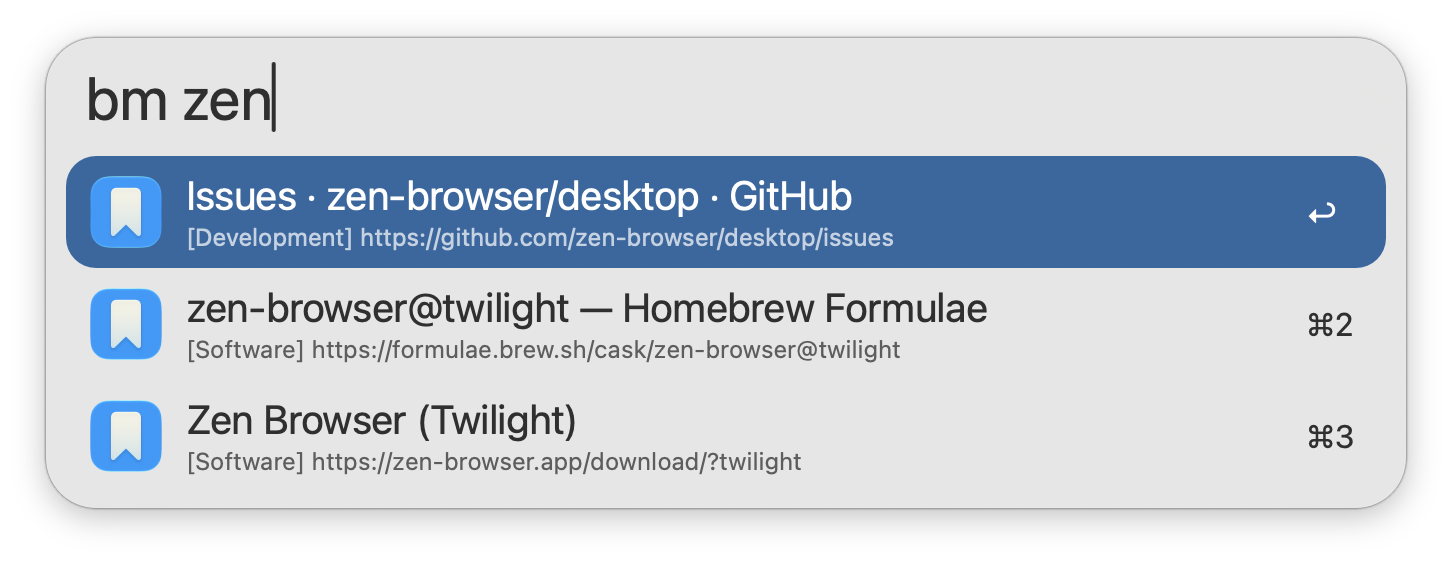 bm zen
Issues · zen-browser/desktop · GitHub
[Development] https://github.com/zen-browser/desktop/issues
zen-browser@twilight — Homebrew Formulae
⌘2
[Software] https://formulae.brew.sh/cask/zen-browser@twilight
Zen Browser (Twilight)
⌘3
[Software] https://zen-browser.app/download/?twilight